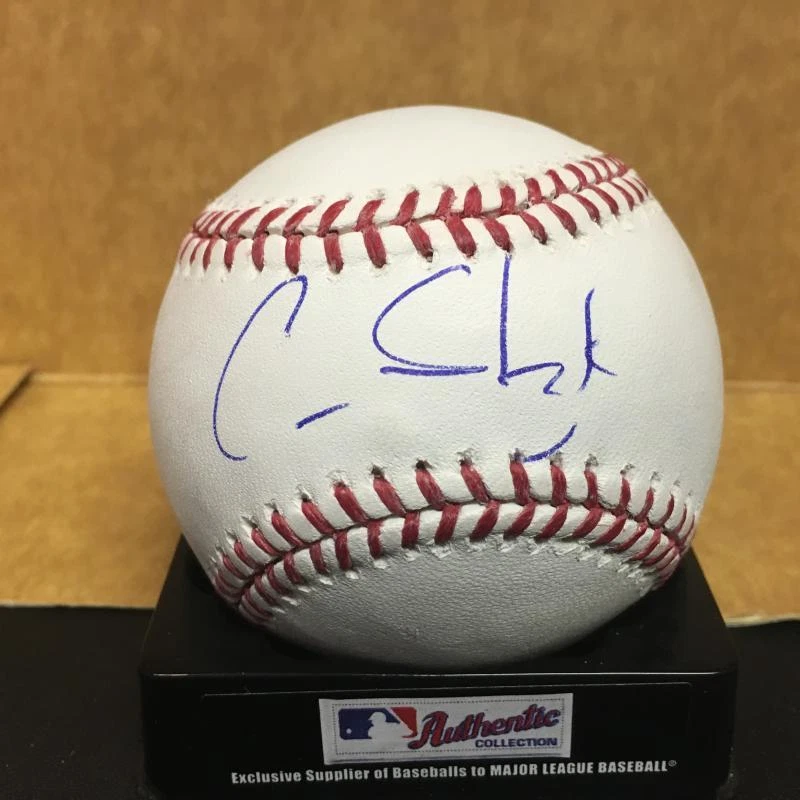 Authentic
COLLECTION
Exclusive Supplier of Baseballs to MAJOR LEAGUE BASEBALL®